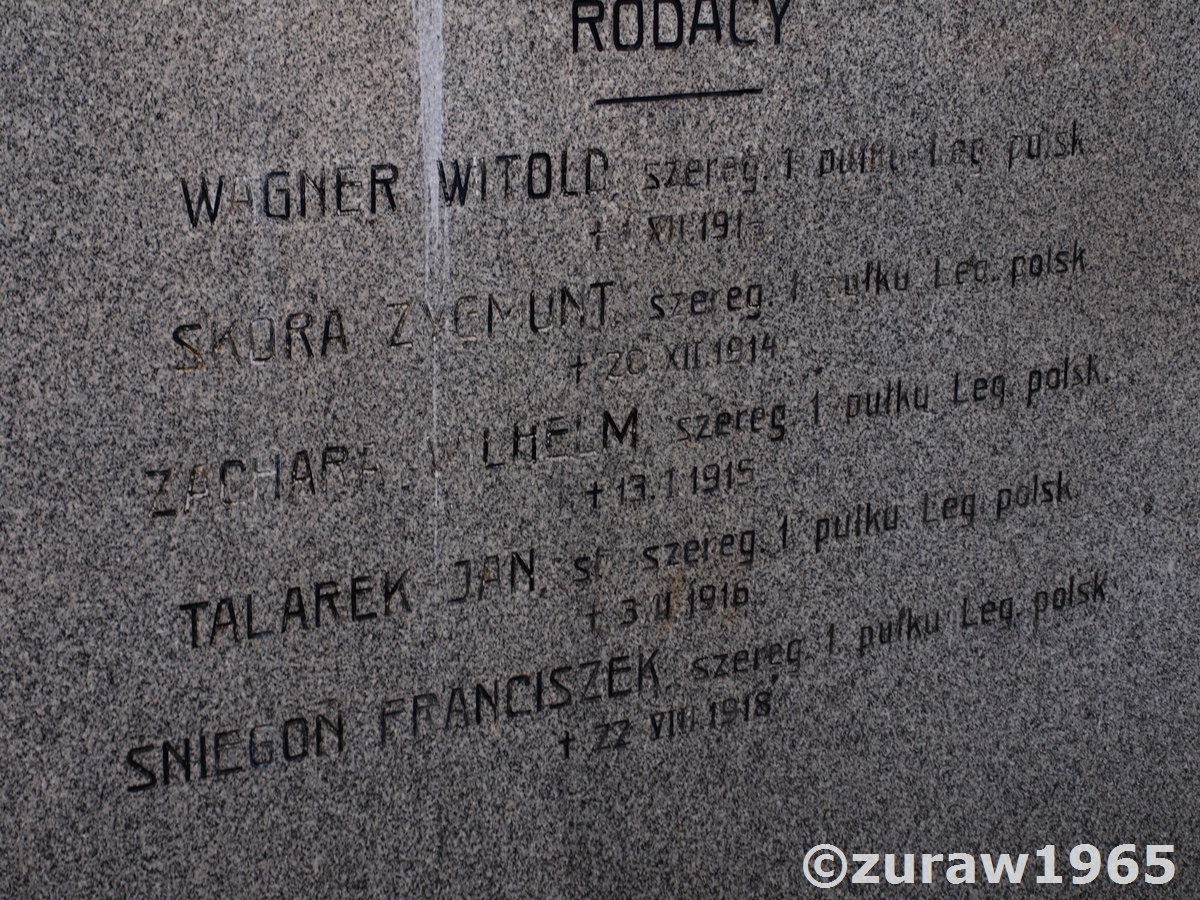 RODACY
WAGNER WITOLD szereg. 1 pułku Leg. polsk.
SKORA ZYGMUNT. szereg. 1 pułku Leg. polsk.
† 20 XII.1914
ZACHARA WILHELM szereg. 1 pułku Leg. polsk.
† 13.I.1915
TALAREK JAN, st. szereg. 1 pułku Leg. polsk.
† 3.II.1916
SNIEGON FRANCISZEK. szereg. 1. pułku Leg. polsk.
† 22 VIII.1918
©zuraw1965